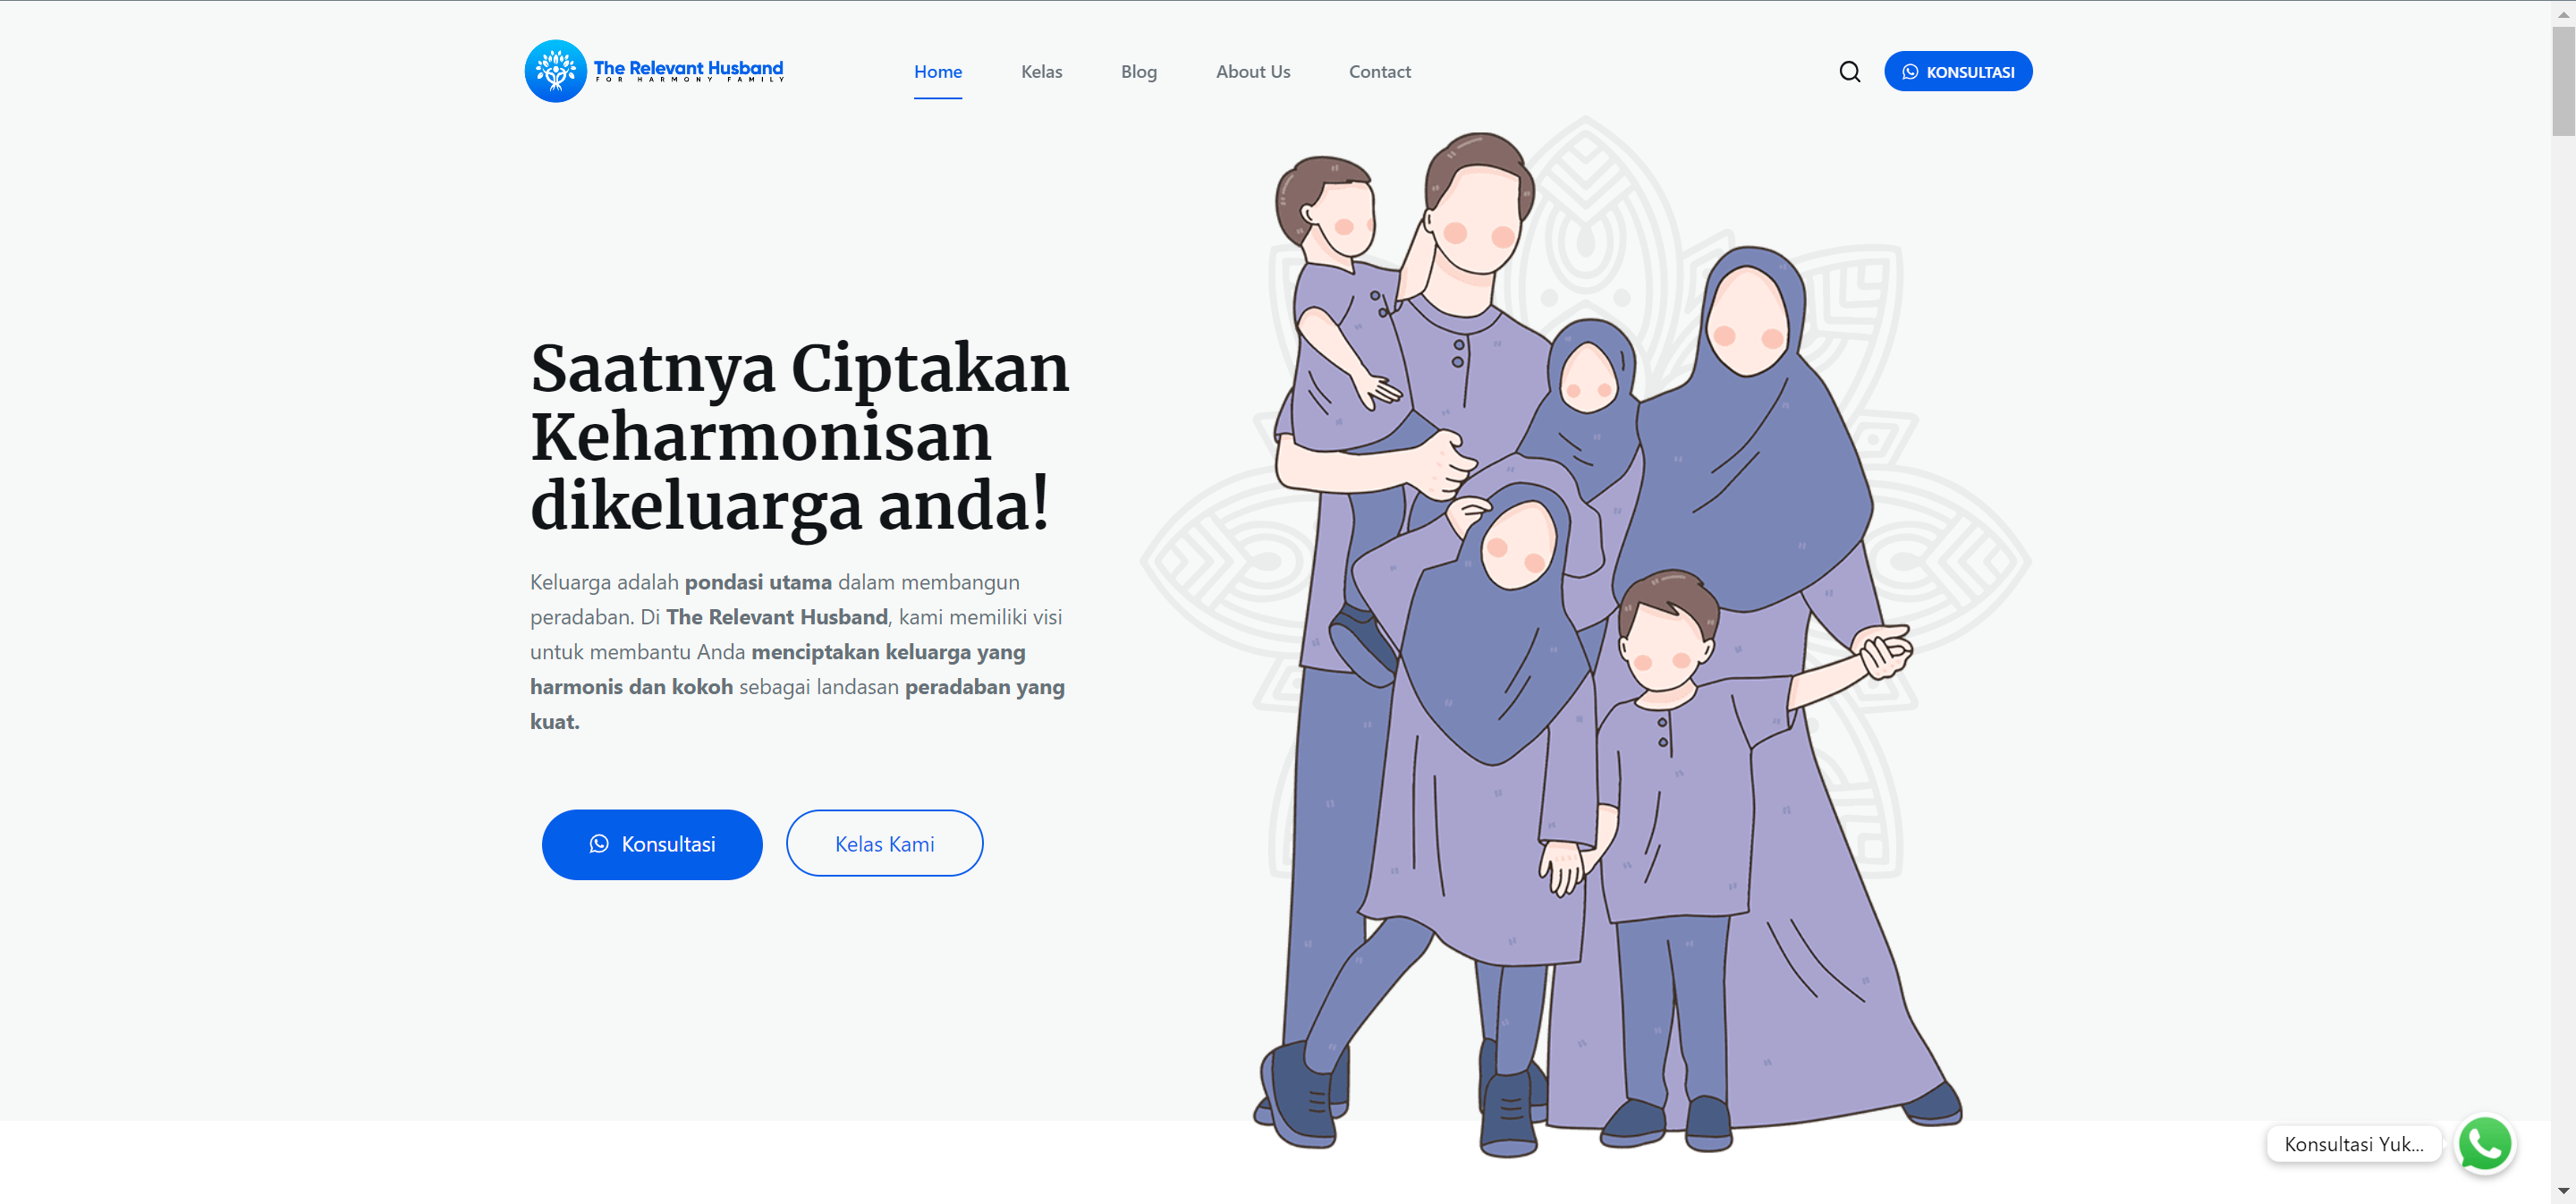 The Relevant Husband
FOR HARMONY FAMILY
Home
Kelas
Blog
About Us
Contact
KONSULTASI
Saatnya Ciptakan
Keharmonisan
dikeluarga anda!
Keluarga adalah pondasi utama dalam membangun
peradaban. Di The Relevant Husband, kami memiliki visi
untuk membantu Anda menciptakan keluarga yang
harmonis dan kokoh sebagai landasan peradaban yang
kuat.
Konsultasi
Kelas Kami
Konsultasi Yuk...